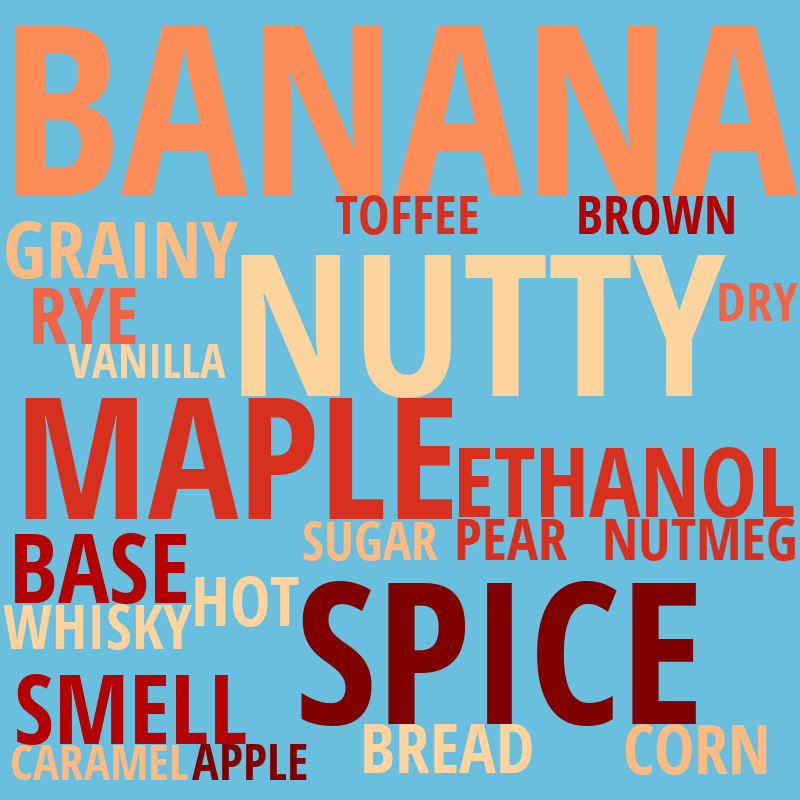 BANANA
TOFFEE BROWN
GRAINY
NUTTY
RYE DRY
VANILLA
MAPLE
ETHANOL
SUGAR PEAR NUTMEG
BASE
HOT
WHISKY
SPICE
SMELL
BREAD CORN
CARAMEL APPLE